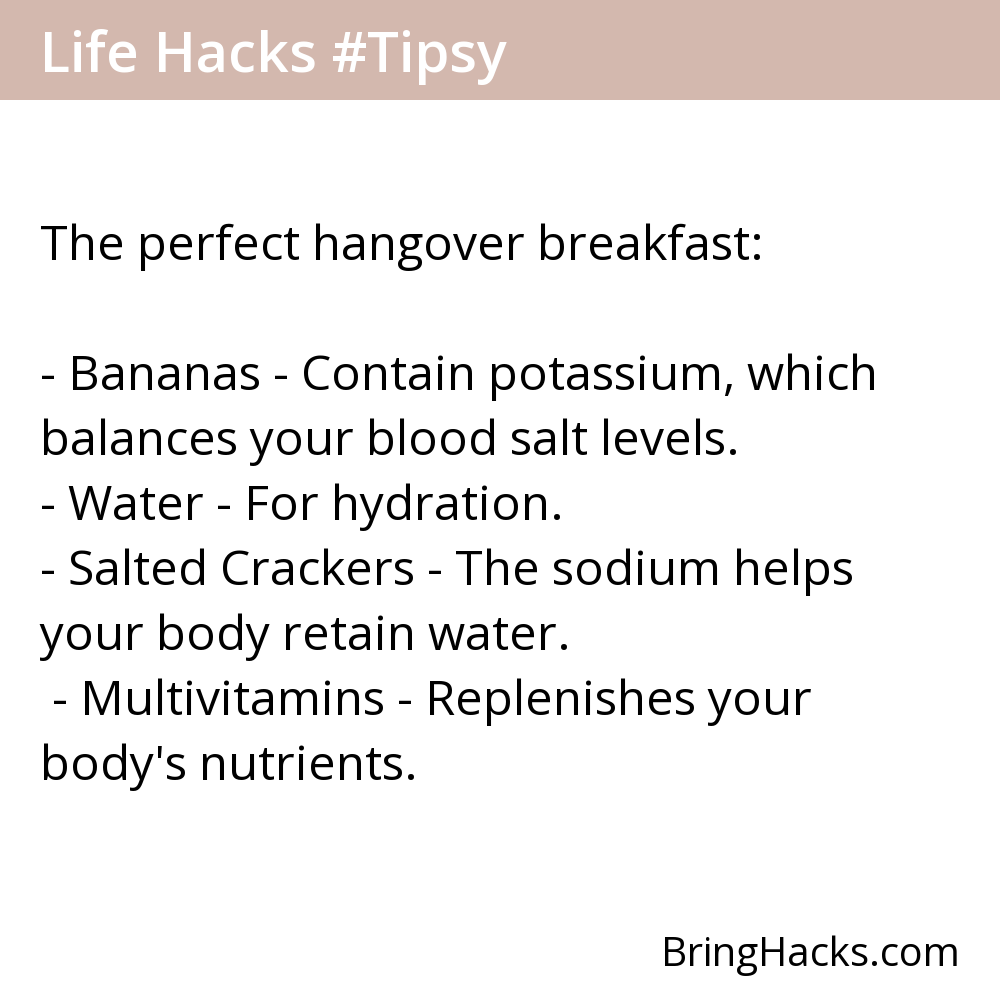 Life Hacks #Tipsy
The perfect hangover breakfast:
- Bananas - Contain potassium, which
balances your blood salt levels.
- Water - For hydration.
- Salted Crackers - The sodium helps
your body retain water.
- Multivitamins - Replenishes your
body's nutrients.
BringHacks.com